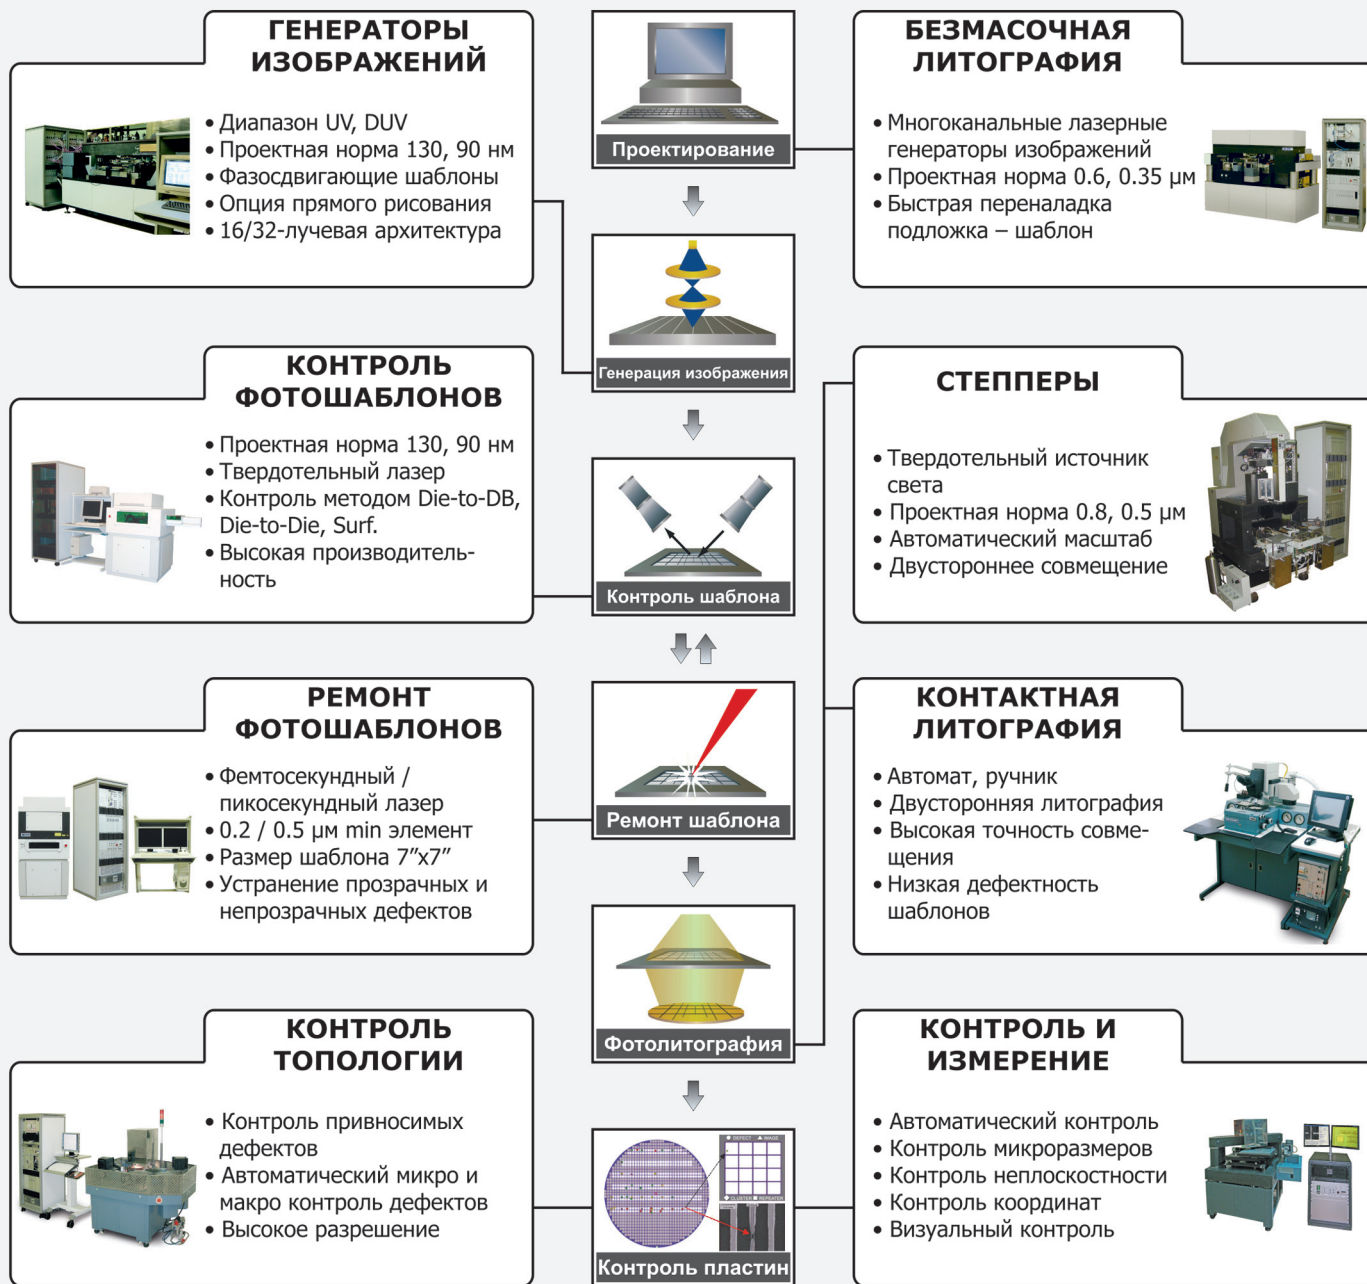 ГЕНЕРАТОРЫ
ИЗОБРАЖЕНИЙ
• Диапазон UV, DUV
• Проектная норма 130, 90 нм
• Фазосдвигающие шаблоны
• Опция прямого рисования
• 16/32-лучевая архитектура
Проектирование
БЕЗМАСОЧНАЯ
ЛИТОГРАФИЯ
• Многоканальные лазерные
генераторы изображений
• Проектная норма 0.6, 0.35 µm
• Быстрая переналадка
подложка – шаблон
Генерация изображения
КОНТРОЛЬ
ФОТОШАБЛОНОВ
• Проектная норма 130, 90 нм
• Твердотельный лазер
• Контроль методом Die-to-DB,
Die-to-Die, Surf.
• Высокая производитель-
ность
Контроль шаблона
СТЕППЕРЫ
• Твердотельный источник
света
• Проектная норма 0.8, 0.5 µm
• Автоматический масштаб
• Двустороннее совмещение
РЕМОНТ
ФОТОШАБЛОНОВ
• Фемтосекундный /
пикосекундный лазер
• 0.2 / 0.5 µm min элемент
• Размер шаблона 7”x7”
• Устранение прозрачных и
непрозрачных дефектов
Ремонт шаблона
КОНТАКТНАЯ
ЛИТОГРАФИЯ
• Автомат, ручник
• Двусторонняя литография
• Высокая точность совме-
щения
• Низкая дефектность
шаблонов
Фотолитография
КОНТРОЛЬ
ТОПОЛОГИИ
• Контроль привносимых
дефектов
• Автоматический микро и
макро контроль дефектов
• Высокое разрешение
DEFECT IMAGE
CLUSTER REPEATER
Контроль пластин
КОНТРОЛЬ И
ИЗМЕРЕНИЕ
• Автоматический контроль
• Контроль микроразмеров
• Контроль неплоскостности
• Контроль координат
• Визуальный контроль